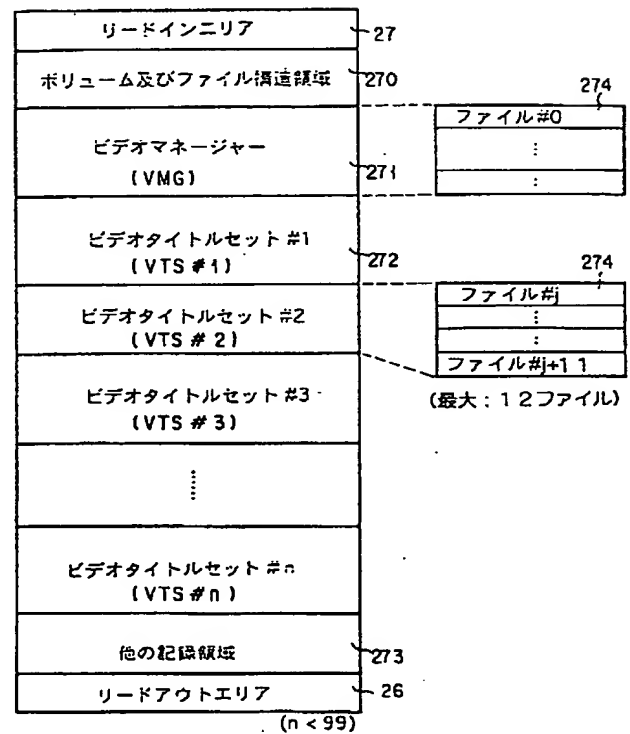 リードインエリア
27
ボリューム及びファイル構造領域
270
ビデオマネージャー
(VMG)
271
274
ファイル#0
⋮
:
ビデオタイトルセット #1
(VTS #1)
272
274
ファイル#j
⋮
:
ファイル#j+11
(最大:12ファイル)
ビデオタイトルセット #2
(VTS # 2)
ビデオタイトルセット #3
(VTS # 3)
⋮
ビデオタイトルセット #n
(VTS #n)
他の記録領域
273
リードアウトエリア
26
(n < 99)